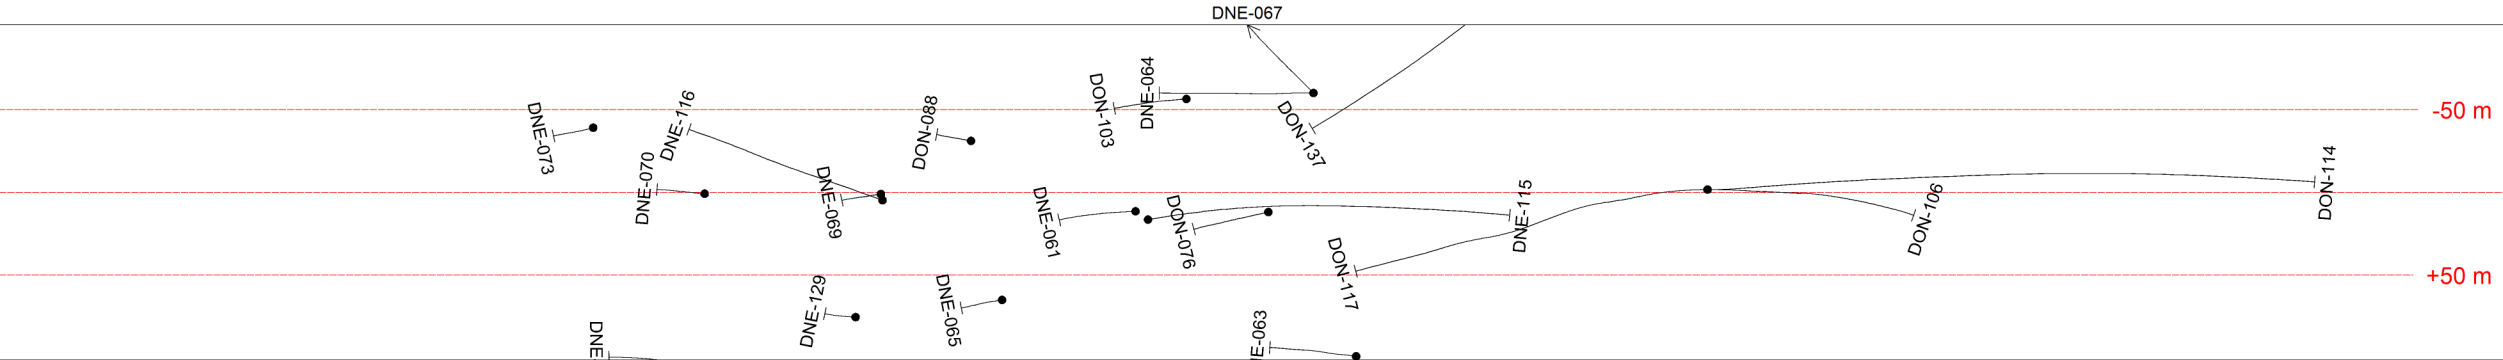 DNE-067
DNE-064
DON-103
DNE-116
DON-088
DNE-073
DON-137
-50 m
DNE-070
DNE-069
DON-114
DNE-061
DON-076
DNE-115
DON-106
DON-117
+50 m
DNE-129
DNE-065
NE-063
DNE-